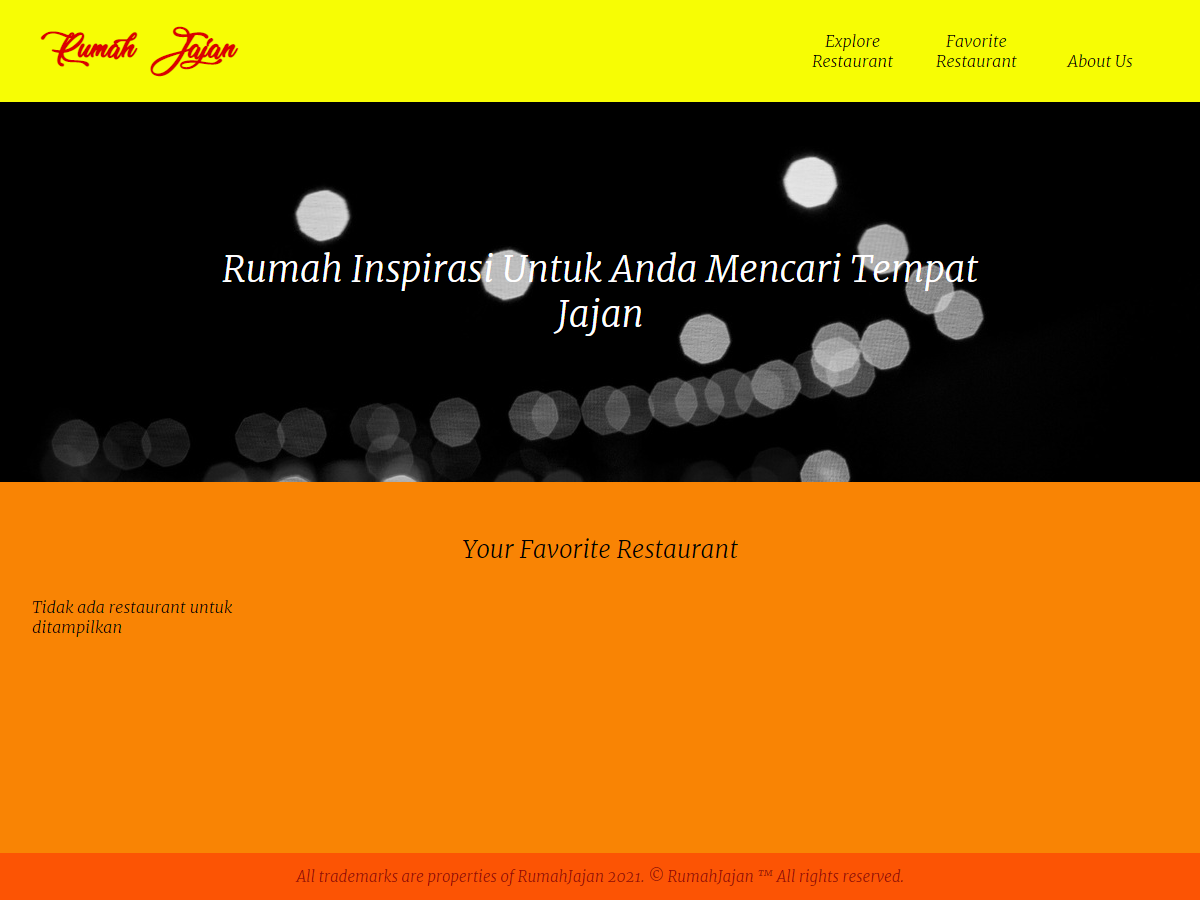 Rumah Jajan
Explore
Restaurant
Favorite
Restaurant
About Us
Rumah Inspirasi Untuk Anda Mencari Tempat
Jajan
Your Favorite Restaurant
Tidak ada restaurant untuk
ditampilkan
All trademarks are properties of RumahJajan 2021. © RumahJajan ™ All rights reserved.